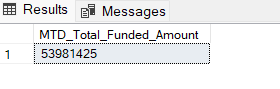 Results Messages
MTD_Total_Funded_Amount
1 53981425